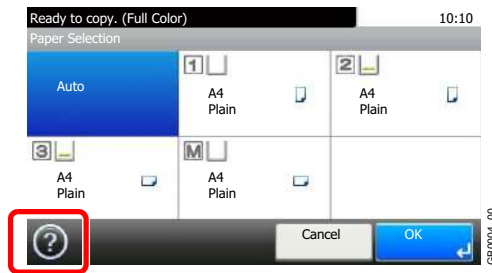 Ready to copy. (Full Color) 10:10
Paper Selection
Auto
1
A4
Plain
2
A4
Plain
3
A4
Plain
M
A4
Plain
?
Cancel
OK
GB0004_00